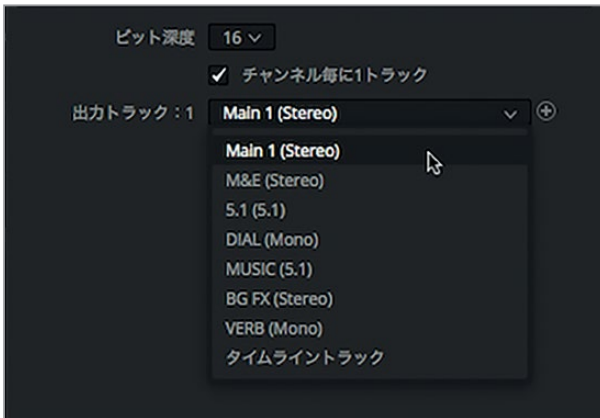 ビット深度 16
チャンネル毎に1トラック
出力トラック：1 Main 1 (Stereo)
Main 1 (Stereo)
M&E (Stereo)
5.1 (5.1)
DIAL (Mono)
MUSIC (5.1)
BG FX (Stereo)
VERB (Mono)
タイムライントラック